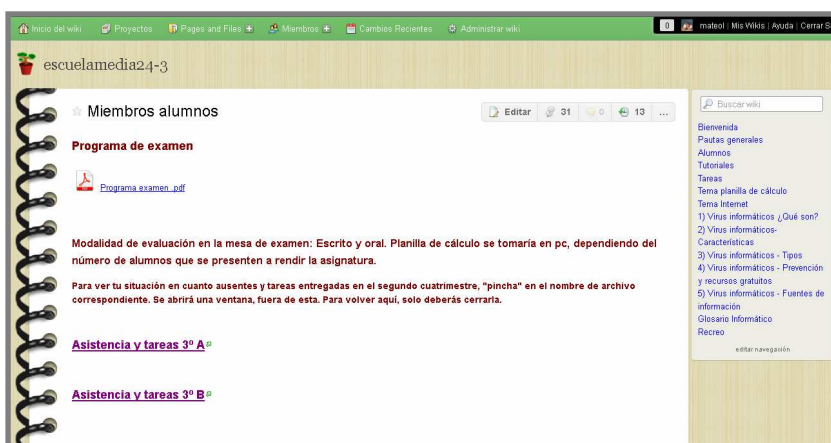 Inicio del wiki Proyectos Pages and Files Miembros Cambios Recientes Administrar wiki 0 mateol | Mis Wikis | Ayuda | Cerrar S
escuelamedia24-3
Miembros alumnos
Editar 31 0 13 ...
Programa de examen
Programa examen .pdf
Modalidad de evaluación en la mesa de examen: Escrito y oral. Planilla de cálculo se tomaría en pc, dependiendo del
número de alumnos que se presenten a rendir la asignatura.
Para ver tu situación en cuanto ausentes y tareas entregadas en el segundo cuatrimestre, "pincha" en el nombre de archivo
correspondiente. Se abrirá una ventana, fuera de esta. Para volver aquí, solo deberás cerrarla.
Asistencia y tareas 3º A
Asistencia y tareas 3º B
Buscar wiki
Bienvenida
Pautas generales
Alumnos
Tutoriales
Tareas
Tema planilla de cálculo
Tema Internet
1) Virus informáticos ¿Qué son?
2) Virus informáticos-
Características
3) Virus informáticos - Tipos
4) Virus informáticos - Prevención
y recursos gratuitos
5) Virus informáticos - Fuentes de
información
Glosario Informático
Recreo
editar navegación